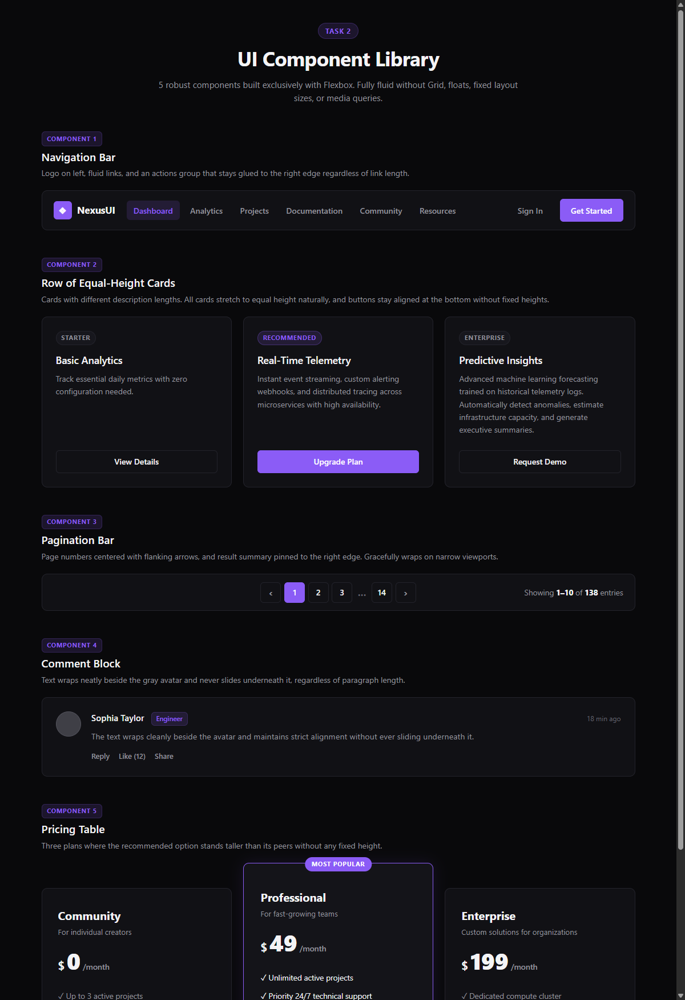 TASK 2
UI Component Library
5 robust components built exclusively with Flexbox. Fully fluid without Grid, floats, fixed layout
sizes, or media queries.
COMPONENT 1
Navigation Bar
Logo on left, fluid links, and an actions group that stays glued to the right edge regardless of link length.
NexusUI Dashboard Analytics Projects Documentation Community Resources Sign In Get Started
COMPONENT 2
Row of Equal-Height Cards
Cards with different description lengths. All cards stretch to equal height naturally, and buttons stay aligned at the bottom without fixed heights.
STARTER
Basic Analytics
Track essential daily metrics with zero
configuration needed.
View Details
RECOMMENDED
Real-Time Telemetry
Instant event streaming, custom alerting
webhooks, and distributed tracing across
microservices with high availability.
Upgrade Plan
ENTERPRISE
Predictive Insights
Advanced machine learning forecasting
trained on historical telemetry logs.
Automatically detect anomalies, estimate
infrastructure capacity, and generate
executive summaries.
Request Demo
COMPONENT 3
Pagination Bar
Page numbers centered with flanking arrows, and result summary pinned to the right edge. Gracefully wraps on narrow viewports.
‹ 1 2 3 ... 14 › Showing 1–10 of 138 entries
COMPONENT 4
Comment Block
Text wraps neatly beside the gray avatar and never slides underneath it, regardless of paragraph length.
Sophia Taylor Engineer 18 min ago
The text wraps cleanly beside the avatar and maintains strict alignment without ever sliding underneath it.
Reply Like (12) Share
COMPONENT 5
Pricing Table
Three plans where the recommended option stands taller than its peers without any fixed height.
Community
For individual creators
$0 /month
✓ Up to 3 active projects
MOST POPULAR
Professional
For fast-growing teams
$49 /month
✓ Unlimited active projects
✓ Priority 24/7 technical support
Enterprise
Custom solutions for organizations
$199 /month
✓ Dedicated compute cluster